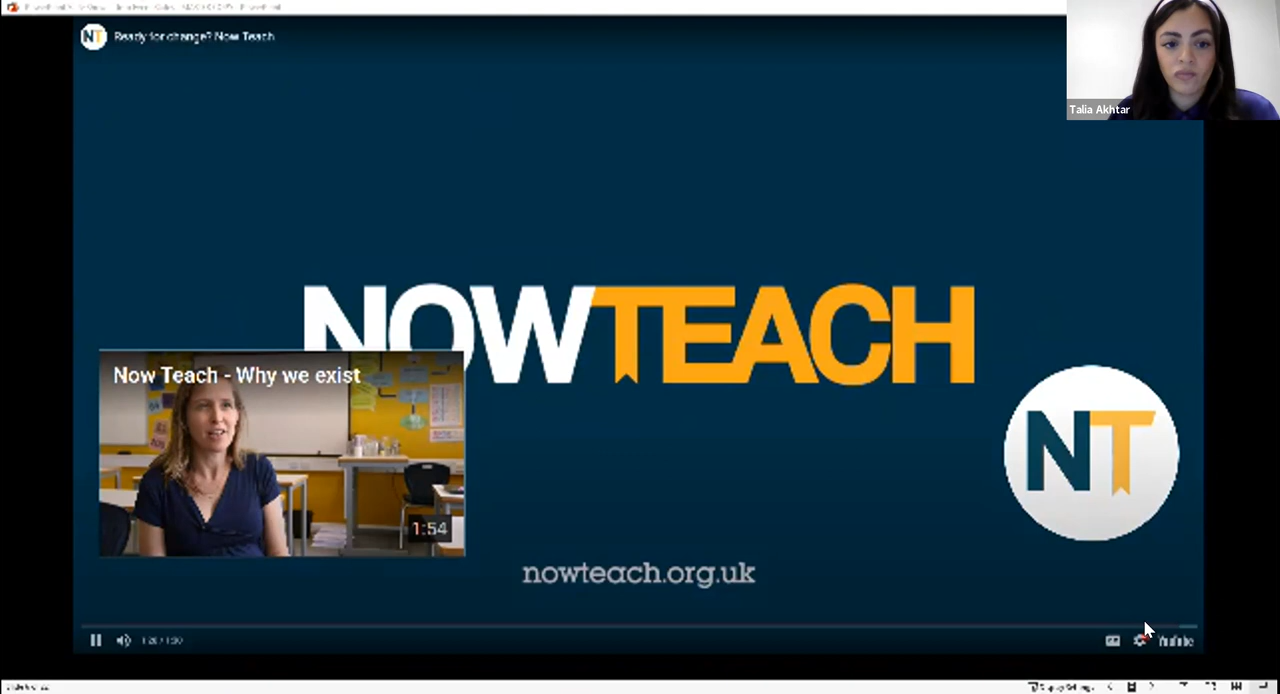 NT Ready for change? Now Teach
Talia Akhtar
NOWTEACH
Now Teach - Why we exist
1:54
NT
nowteach.org.uk
YouTube